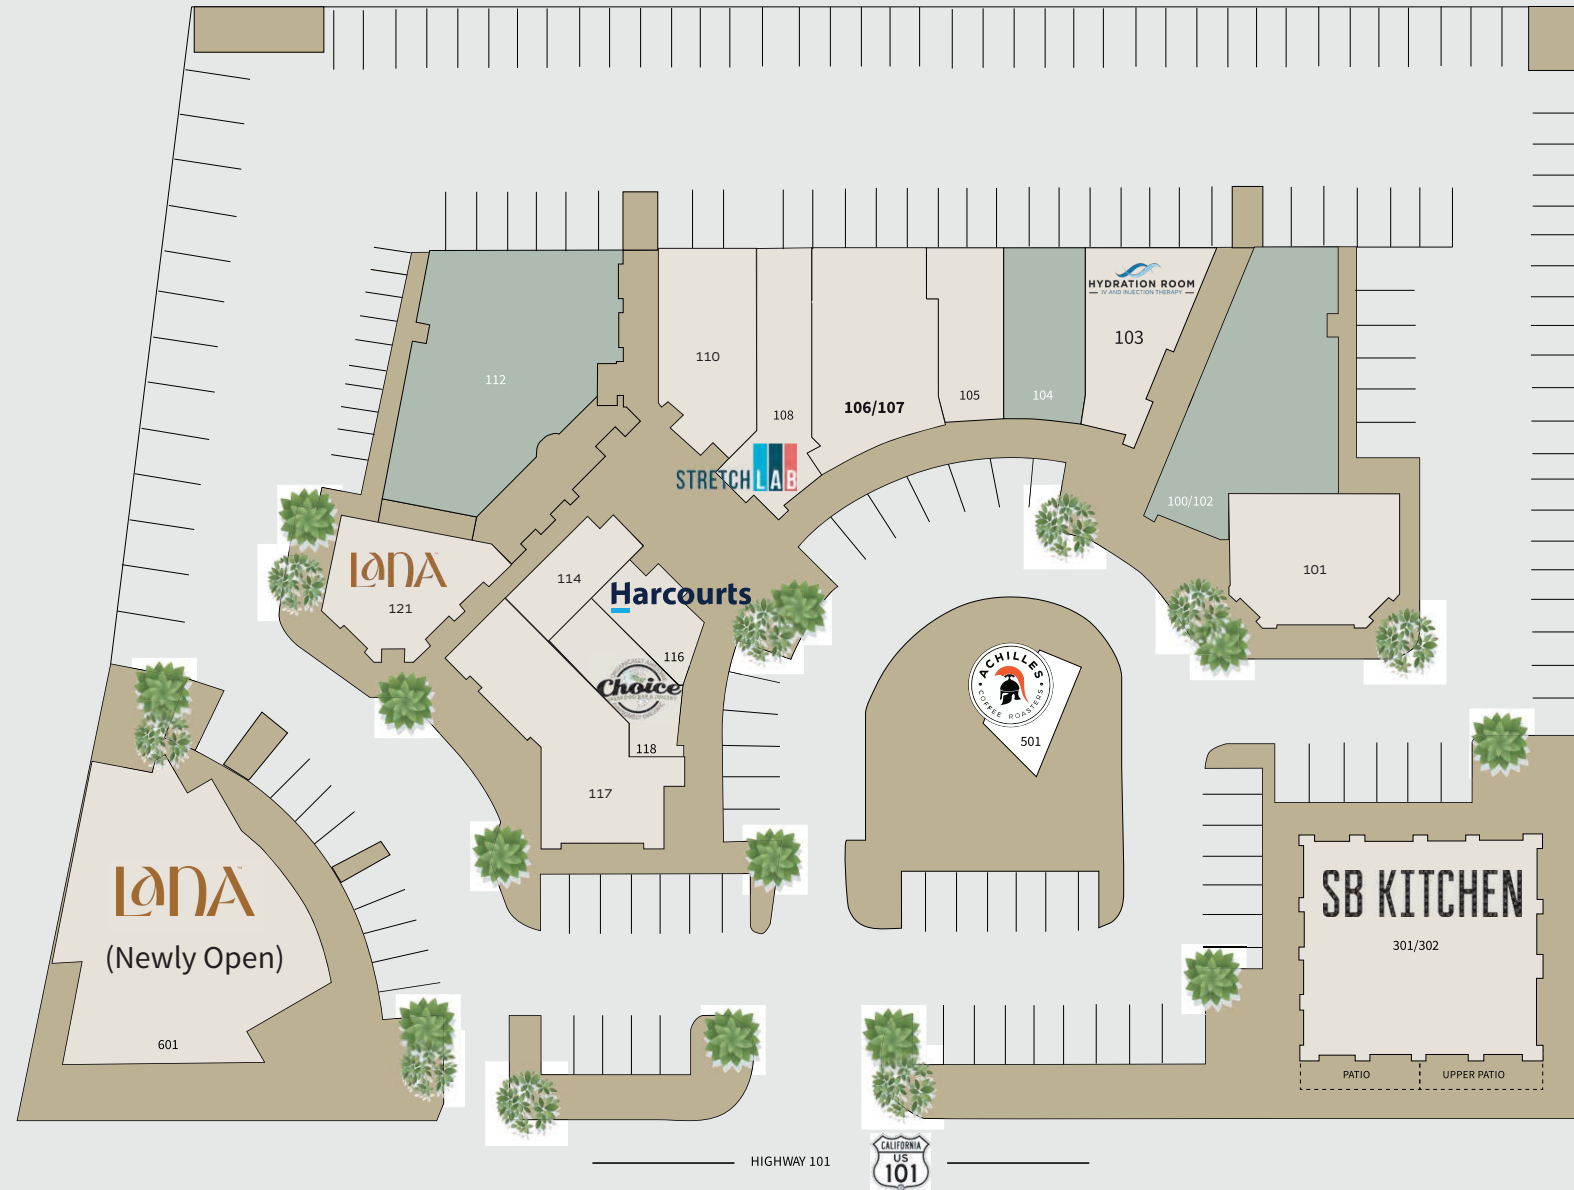 HYDRATION ROOM
IV AND INJECTION THERAPY
103
110
112
104
105
106/107
108
STRETCHLAB
100/102
LANA
121
114
Harcourts
101
116
Choice
118
117
ACHILLES
COFFEE ROASTERS
501
LANA
(Newly Open)
601
SB KITCHEN
301/302
PATIO
UPPER PATIO
HIGHWAY 101
CALIFORNIA
US
101